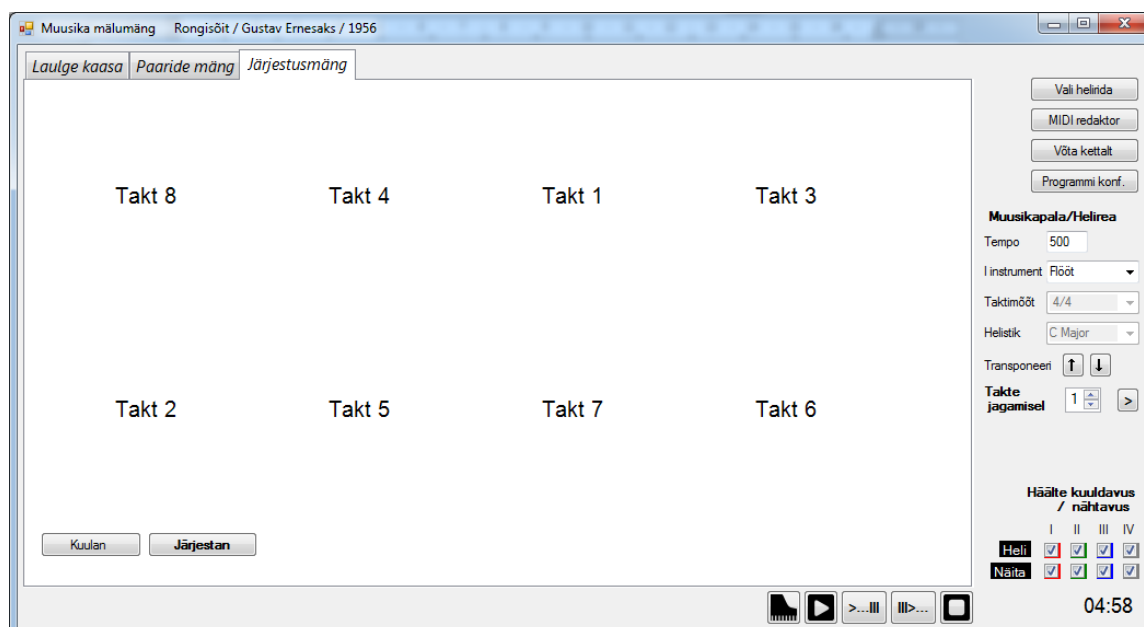 Muusika mälumäng Rongisõit / Gustav Ernesaks / 1956
Laulge kaasa Paaride mäng Järjestusmäng
Takt 8 Takt 4 Takt 1 Takt 3
Takt 2 Takt 5 Takt 7 Takt 6
Kuulan Järjestan
Vali helirida
MIDI redaktor
Võta kettalt
Programmi konf.
Muusikapala/Helirea
Tempo 500
I instrument Flööt
Taktimõõt 4/4
Helistik C Major
Transponeeri ↑ ↓
Takte
jagamisel 1 >
Häälte kuuldavus
/ nähtavus
I II III IV
Heli
Näita
>...III III>...
04:58